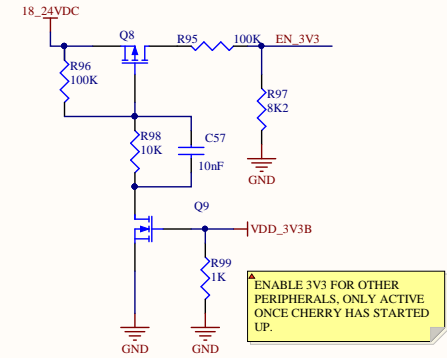 18_24VDC
Q8
R95
100K
EN_3V3
R96
100K
R97
8K2
R98
10K
C57
10nF
GND
Q9
VDD_3V3B
R99
1K
ENABLE 3V3 FOR OTHER
PERIPHERALS, ONLY ACTIVE
ONCE CHERRY HAS STARTED
UP.
GND
GND